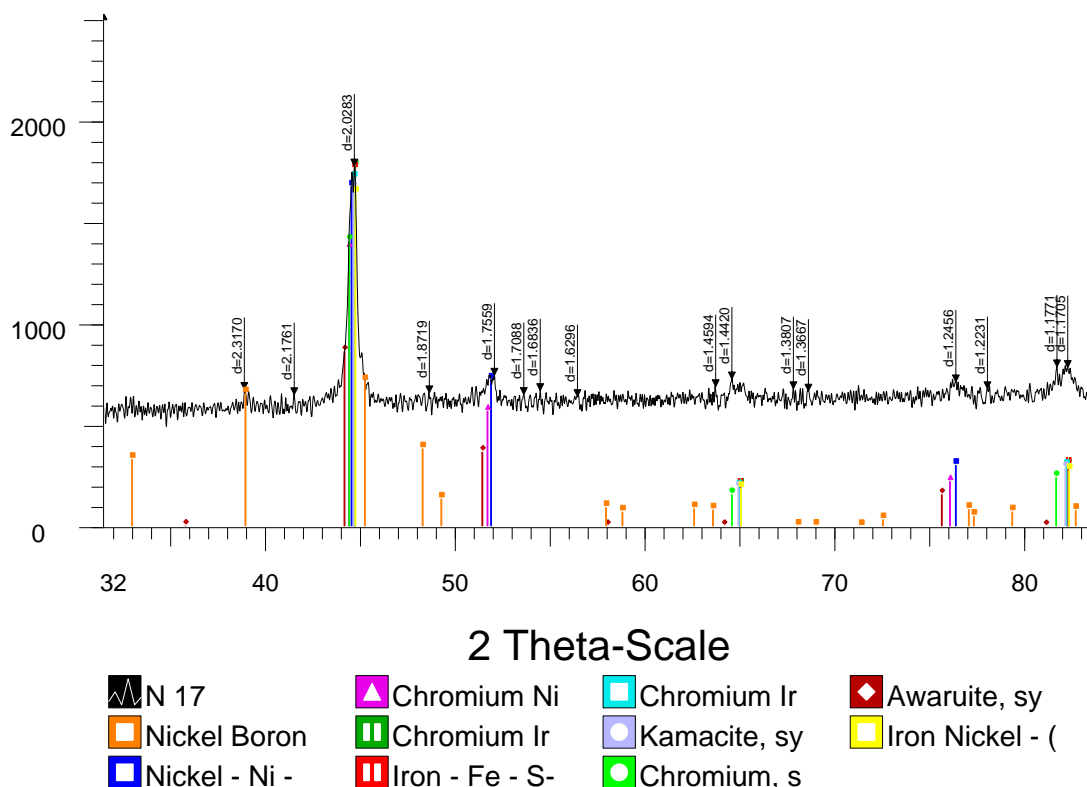 2000
1000
0
d=2.3170
d=2.1761
d=2.0283
d=1.8719
d=1.7559
d=1.7088
d=1.6836
d=1.6296
d=1.4594
d=1.4420
d=1.3807
d=1.3667
d=1.2456
d=1.2231
d=1.1771
d=1.1705
32 40 50 60 70 80
2 Theta-Scale
N 17 Chromium Ni Chromium Ir Awaruite, sy
Nickel Boron Chromium Ir Kamacite, sy Iron Nickel - (
Nickel - Ni - Iron - Fe - S- Chromium, s